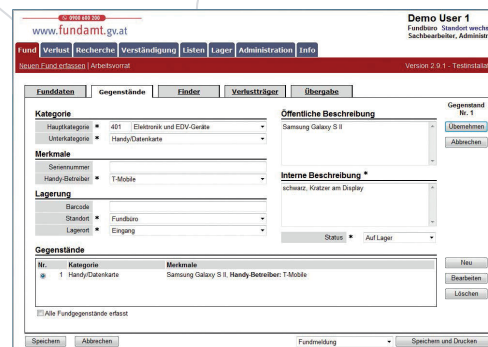 0900 600 200
www.fundamt.gv.at
Demo User 1
Fundbüro Standort wechs
Sachbearbeiter, Administr
Fund Verlust Recherche Verständigung Listen Lager Administration Info
Neuen Fund erfassen | Arbeitsvorrat
Version 2.9.1 - Testinstallat
Funddaten Gegenstände Finder Verlustträger Übergabe
Kategorie
Hauptkategorie * 401 Elektronik und EDV-Geräte
Unterkategorie * Handy/Datenkarte
Merkmale
Seriennummer
Handy-Betreiber * T-Mobile
Lagerung
Barcode
Standort * Fundbüro
Lagerort * Eingang
Öffentliche Beschreibung
Samsung Galaxy S II
Interne Beschreibung *
schwarz, Kratzer am Display
Status * Auf Lager
Gegenstand
Nr. 1
Übernehmen
Abbrechen
Gegenstände
Nr. Kategorie Merkmale
1 Handy/Datenkarte Samsung Galaxy S II, Handy-Betreiber: T-Mobile
Neu
Bearbeiten
Löschen
Alle Fundgegenstände erfasst
Speichern Abbrechen Fundmeldung Speichern und Drucken